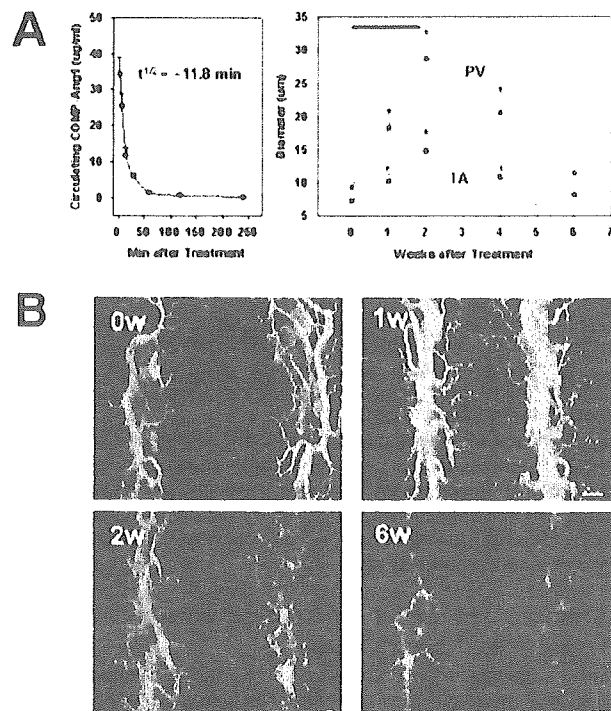 A
Circulating COMP Ang1 (ug/ml)
50
40
30
20
10
0
t1/2 = 11.8 min
0 50 100 150 200 250
Min after Treatment
Diameter (um)
35
30
25
20
15
10
5
PV
IA
0 1 2 3 4 5 6 7
Weeks after Treatment
B
0w
1w
2w
6w